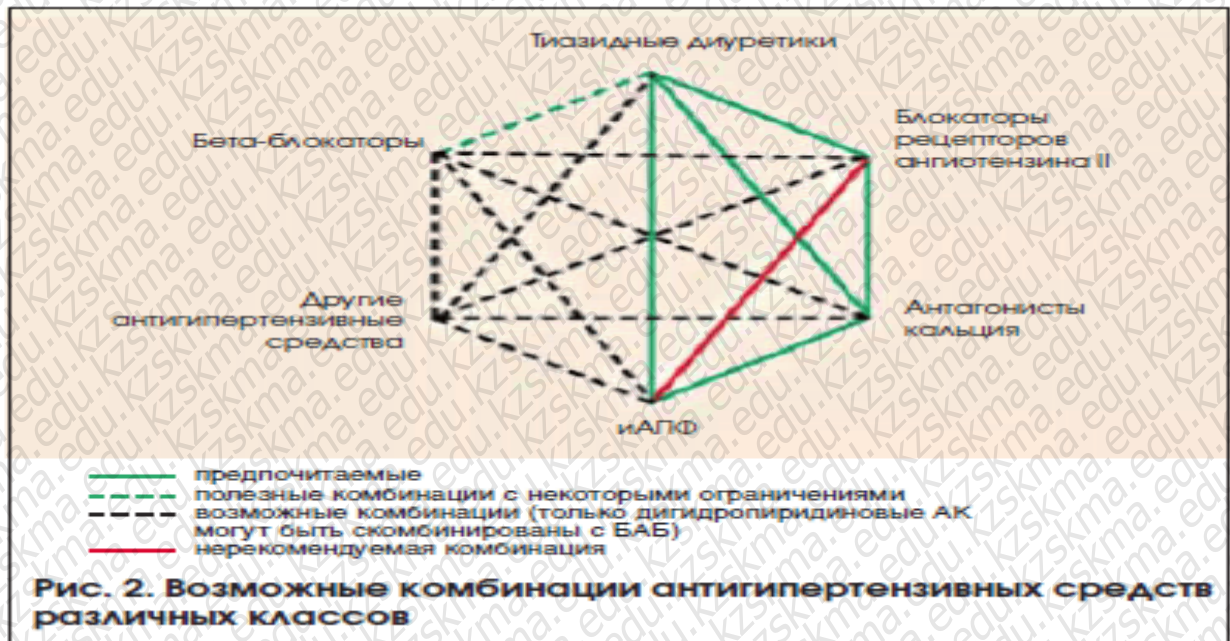 Тиазидные диуретики
Бета-блокаторы
Блокаторы
рецепторов
ангиотензина II
Другие
антигипертензивные
средства
Антагонисты
кальция
иАПФ
предпочитаемые
полезные комбинации с некоторыми ограничениями
возможные комбинации (только дигидропиридиновые АК
могут быть скомбинированы с БАБ)
нерекомендуемая комбинация
Рис. 2. Возможные комбинации антигипертензивных средств
различных классов